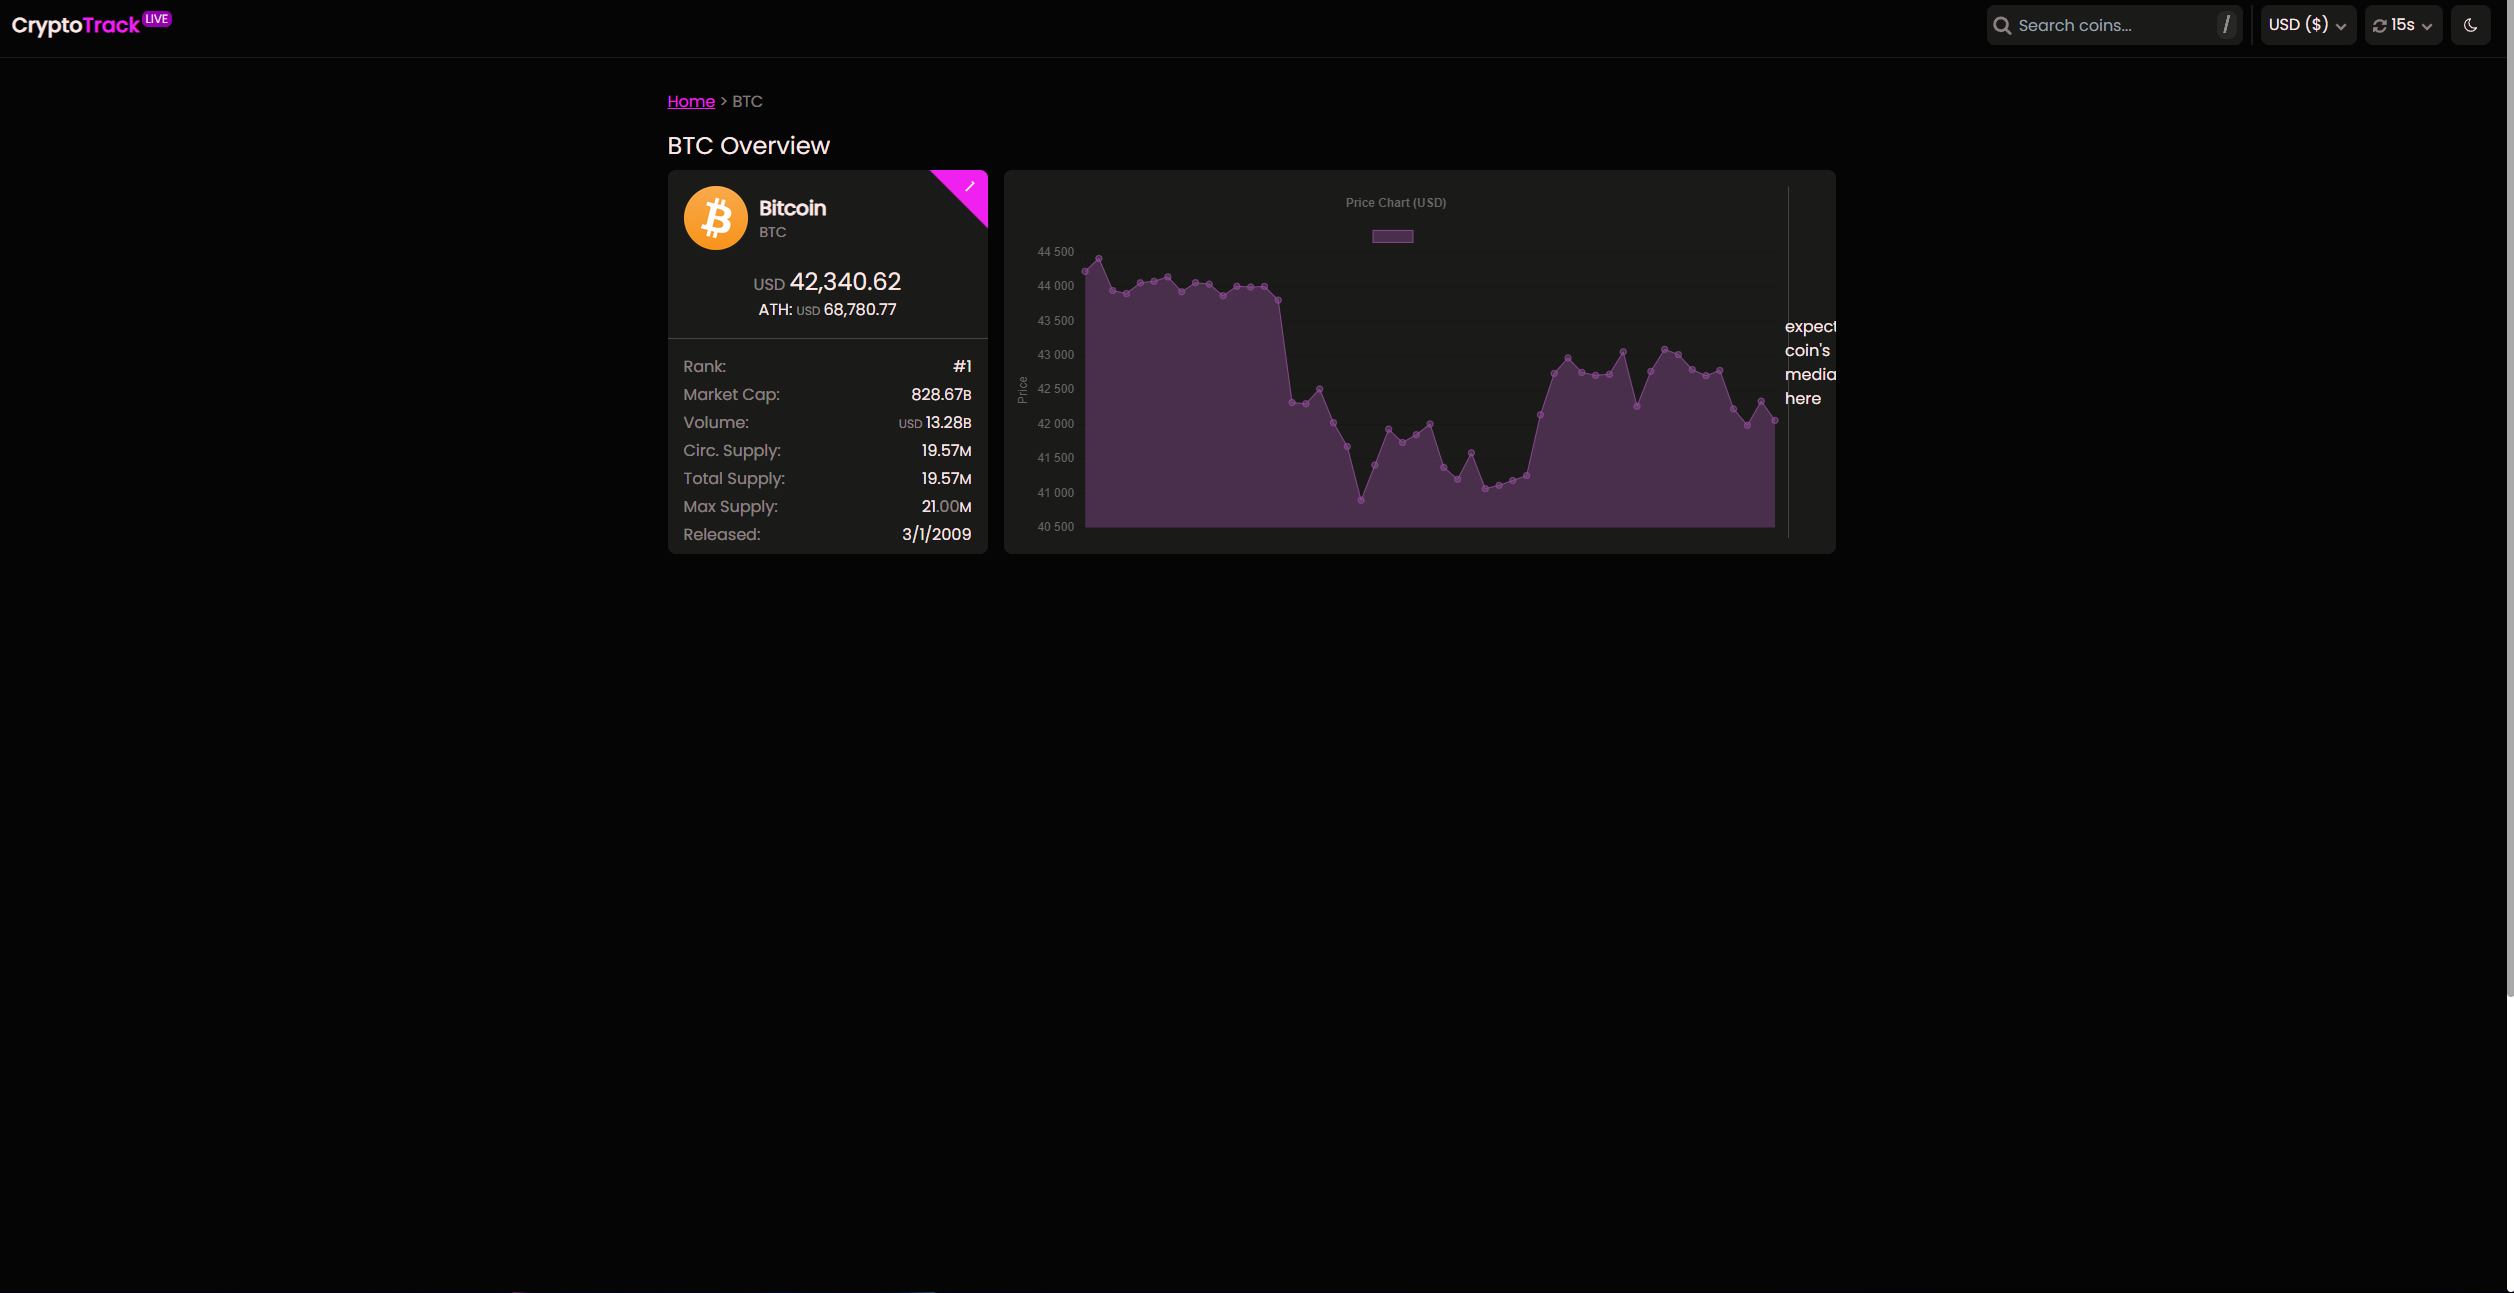 CryptoTrack LIVE
Search coins... /
USD ($)
15s
Home > BTC
BTC Overview
Bitcoin
BTC
USD 42,340.62
ATH: USD 68,780.77
Rank: #1
Market Cap: 828.67B
Volume: USD 13.28B
Circ. Supply: 19.57M
Total Supply: 19.57M
Max Supply: 21.00M
Released: 3/1/2009
Price Chart (USD)
Price
44 500
44 000
43 500
43 000
42 500
42 000
41 500
41 000
40 500
expect
coin's
media
here